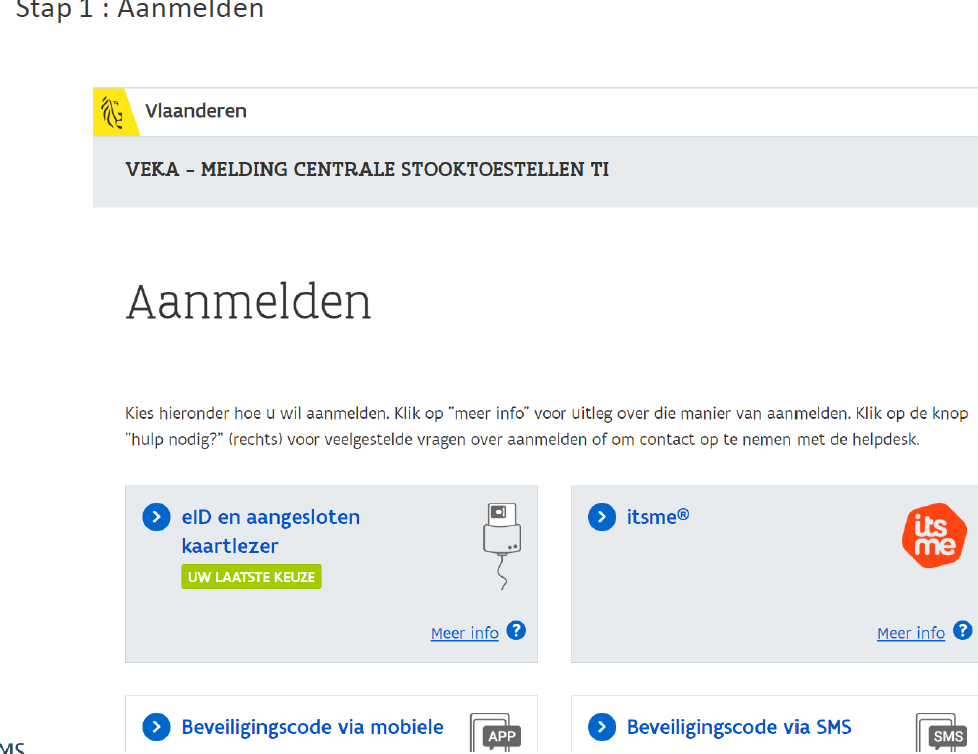 Stap 1 : Aanmelden
Vlaanderen
VEKA - MELDING CENTRALE STOOKTOESTELLEN TI
Aanmelden
Kies hieronder hoe u wil aanmelden. Klik op "meer info" voor uitleg over die manier van aanmelden. Klik op de knop
"hulp nodig?" (rechts) voor veelgestelde vragen over aanmelden of om contact op te nemen met de helpdesk.
eID en aangesloten
kaartlezer
UW LAATSTE KEUZE
Meer info ?
itsme®
its
me
Meer info ?
Beveiligingscode via mobiele
APP
Beveiligingscode via SMS
SMS